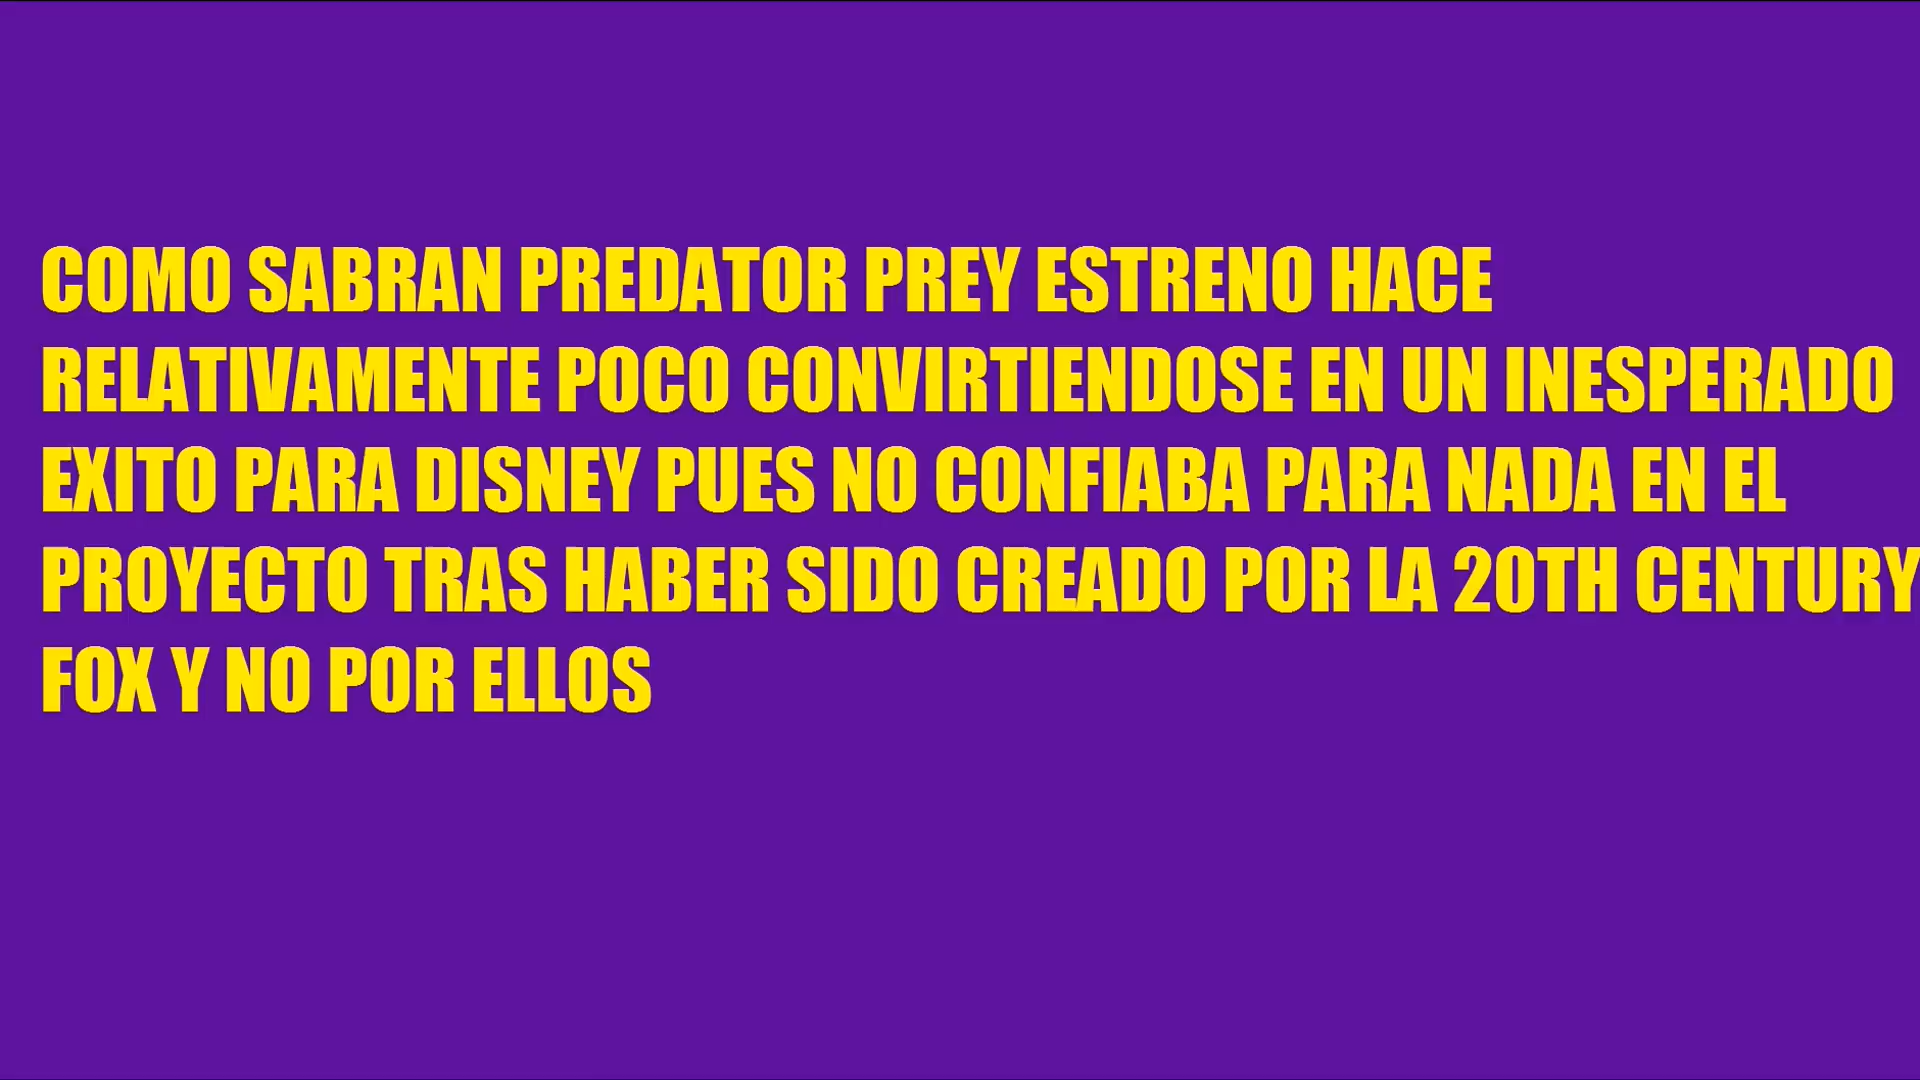 COMO SABRAN PREDATOR PREY ESTRENO HACE
RELATIVAMENTE POCO CONVIRTIENDOSE EN UN INESPERADO
EXITO PARA DISNEY PUES NO CONFIABA PARA NADA EN EL
PROYECTO TRAS HABER SIDO CREADO POR LA 20TH CENTURY
FOX Y NO POR ELLOS